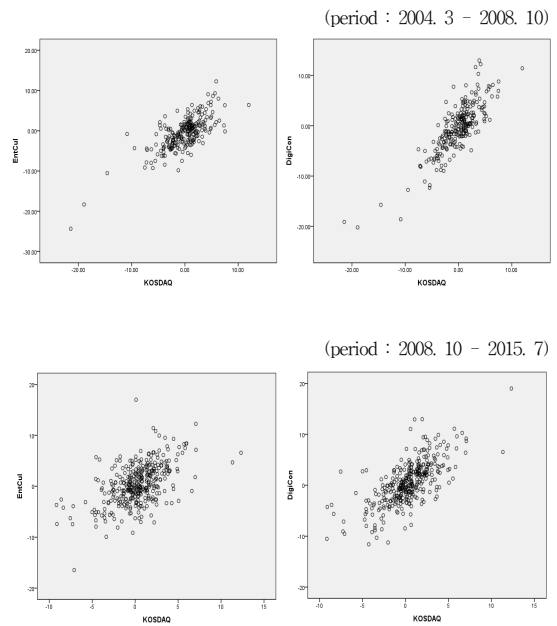 (period : 2004. 3 - 2008. 10)
20.00
10.00
0.00
-10.00
-20.00
-30.00
EntCul
-20.00 -10.00 0.00 10.00
KOSDAQ
10.00
0.00
-10.00
-20.00
DigiCon
-20.00 -10.00 0.00 10.00
KOSDAQ
(period : 2008. 10 - 2015. 7)
20
10
0
-10
-20
EntCul
-10 -5 0 5 10 15
KOSDAQ
20
10
0
-10
-20
DigiCon
-10 -5 0 5 10 15
KOSDAQ